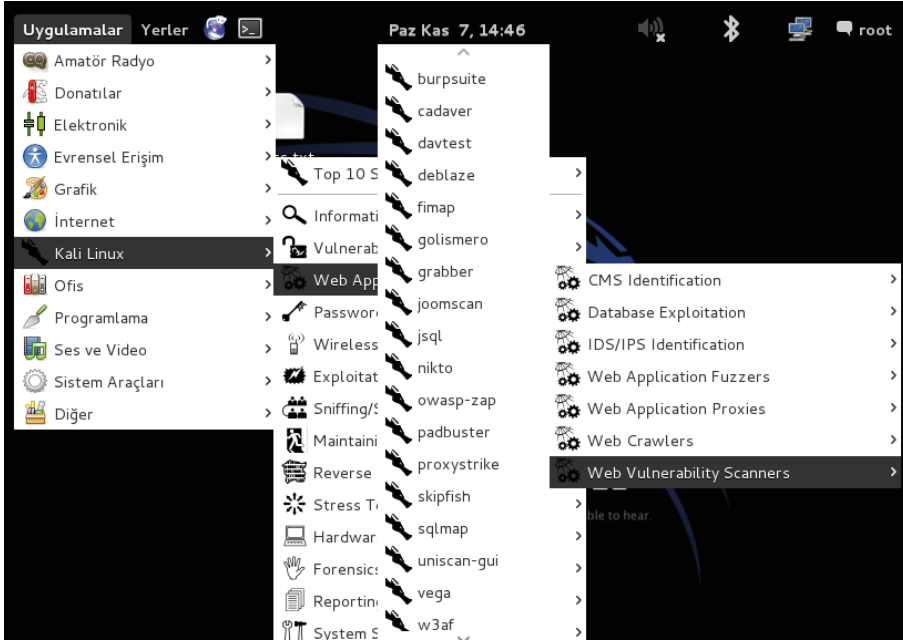 Uygulamalar Yerler Paz Kas 7, 14:46 root
Amatör Radyo
Donatılar
Elektronik
Evrensel Erişim
Grafik
İnternet
Kali Linux
Ofis
Programlama
Ses ve Video
Sistem Araçları
Diğer
Top 10 S
Informati
Vulnerab
Web App
Password
Wireless
Exploitat
Sniffing/S
Maintaini
Reverse
Stress Te
Hardwar
Forensics
Reporting
System S
burpsuite
cadaver
davtest
deblaze
fimap
golismero
grabber
joomscan
jsql
nikto
owasp-zap
padbuster
proxystrike
skipfish
sqlmap
uniscan-gui
vega
w3af
CMS Identification
Database Exploitation
IDS/IPS Identification
Web Application Fuzzers
Web Application Proxies
Web Crawlers
Web Vulnerability Scanners
ble to hear.